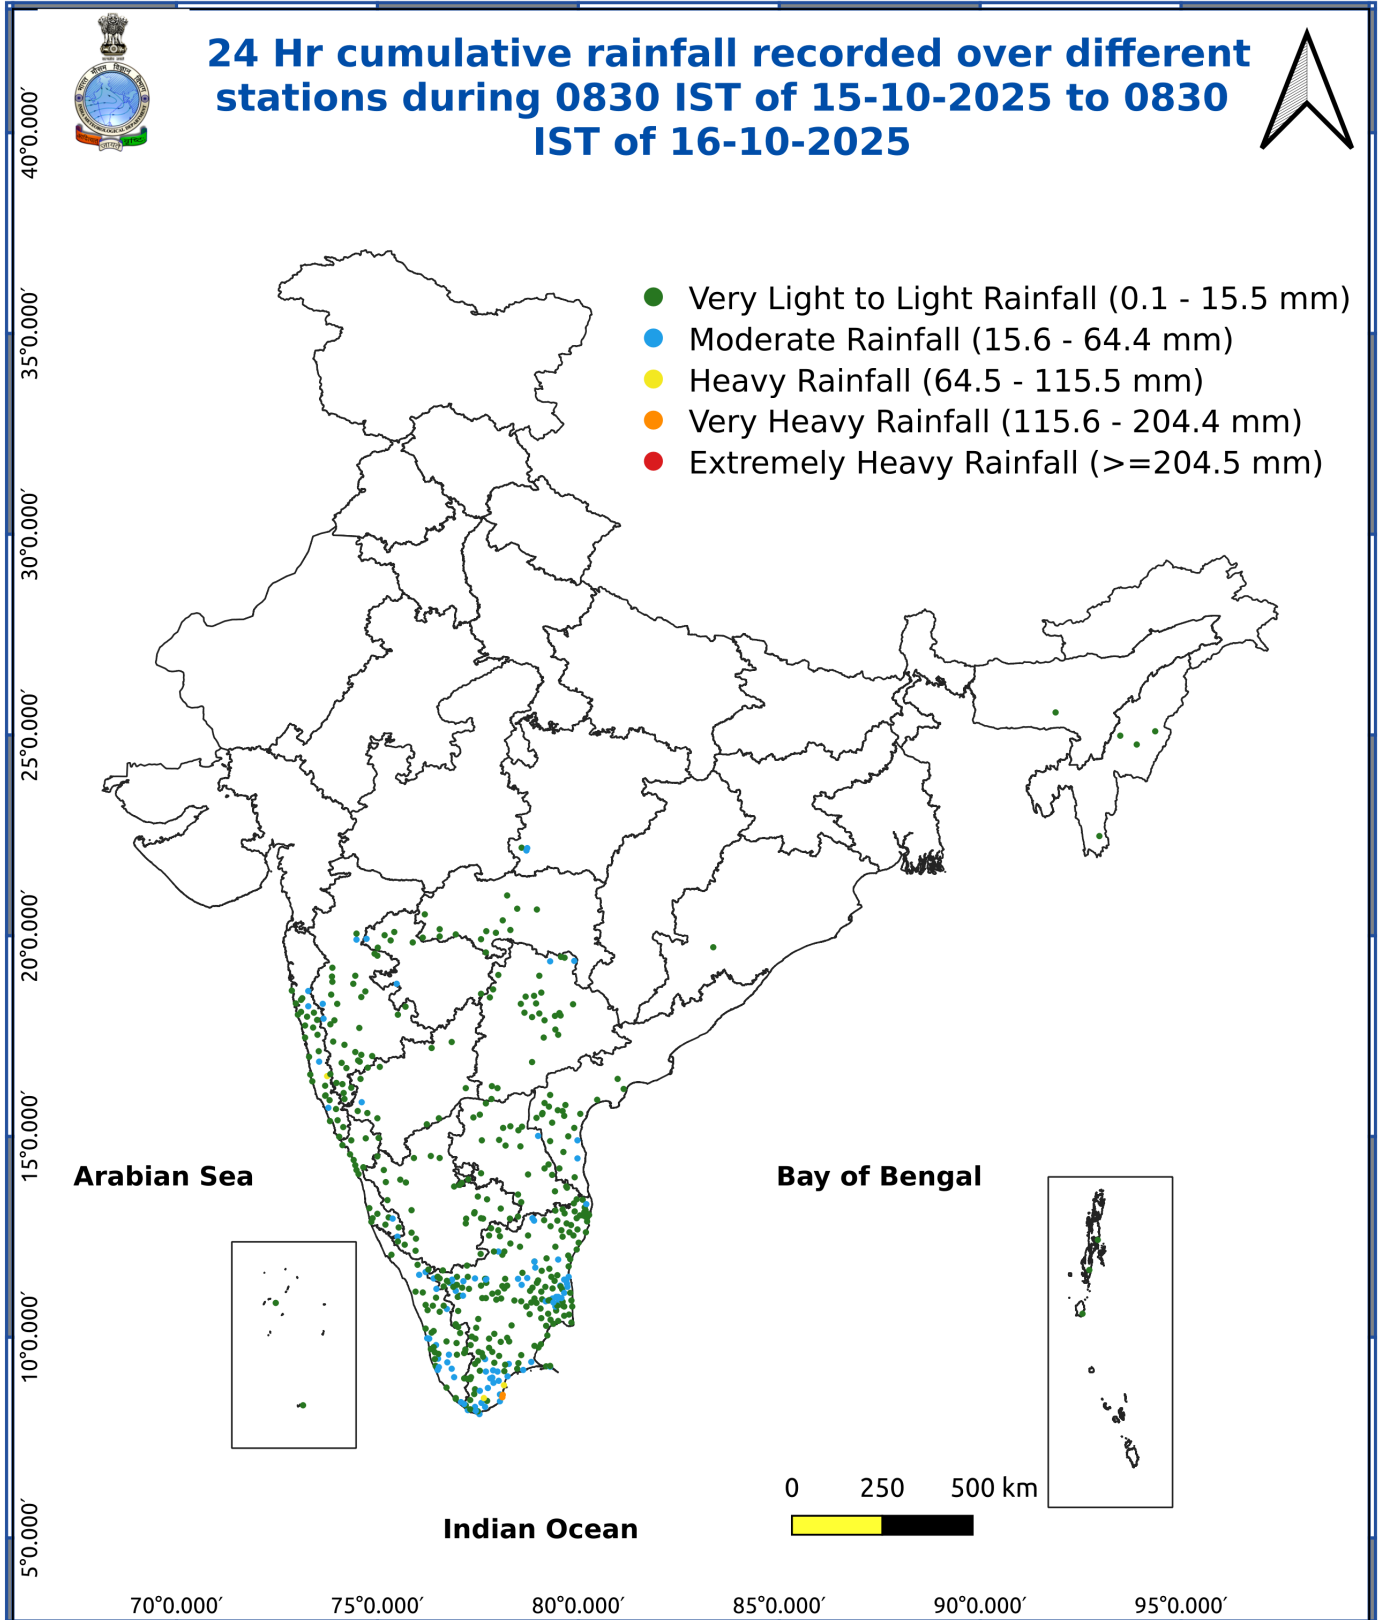 24 Hr cumulative rainfall recorded over different
stations during 0830 IST of 15-10-2025 to 0830
IST of 16-10-2025
Very Light to Light Rainfall (0.1 - 15.5 mm)
Moderate Rainfall (15.6 - 64.4 mm)
Heavy Rainfall (64.5 - 115.5 mm)
Very Heavy Rainfall (115.6 - 204.4 mm)
Extremely Heavy Rainfall (>=204.5 mm)
40°0.000′
35°0.000′
30°0.000′
25°0.000′
20°0.000′
15°0.000′
10°0.000′
5°0.000′
Arabian Sea
Bay of Bengal
Indian Ocean
0 250 500 km
70°0.000′ 75°0.000′ 80°0.000′ 85°0.000′ 90°0.000′ 95°0.000′